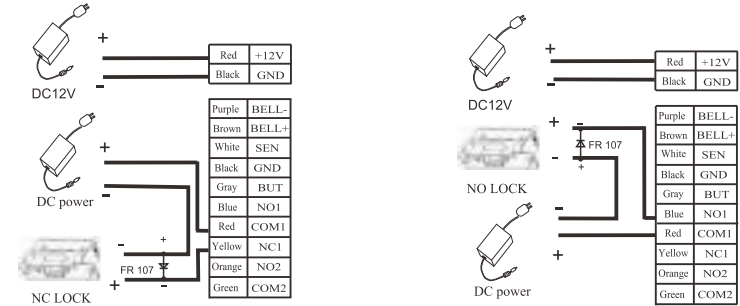 +
Red +12V
Black GND
-
DC12V
Purple BELL-
Brown BELL+
White SEN
Black GND
Gray BUT
Blue NO1
Red COM1
Yellow NC1
Orange NO2
Green COM2
+
-
DC power
-
+
FR 107
+
-
NC LOCK
+
Red +12V
Black GND
-
DC12V
Purple BELL-
Brown BELL+
White SEN
Black GND
Gray BUT
Blue NO1
Red COM1
Yellow NC1
Orange NO2
Green COM2
+
-
-
FR 107
+
NO LOCK
-
+
DC power